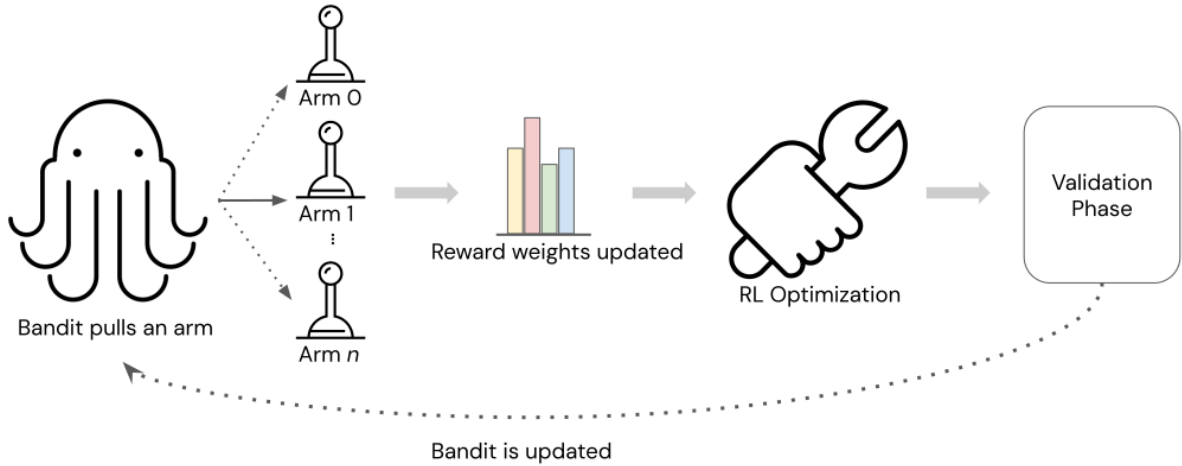 Arm 0
Arm 1
Arm n
Bandit pulls an arm
Reward weights updated
RL Optimization
Validation
Phase
Bandit is updated